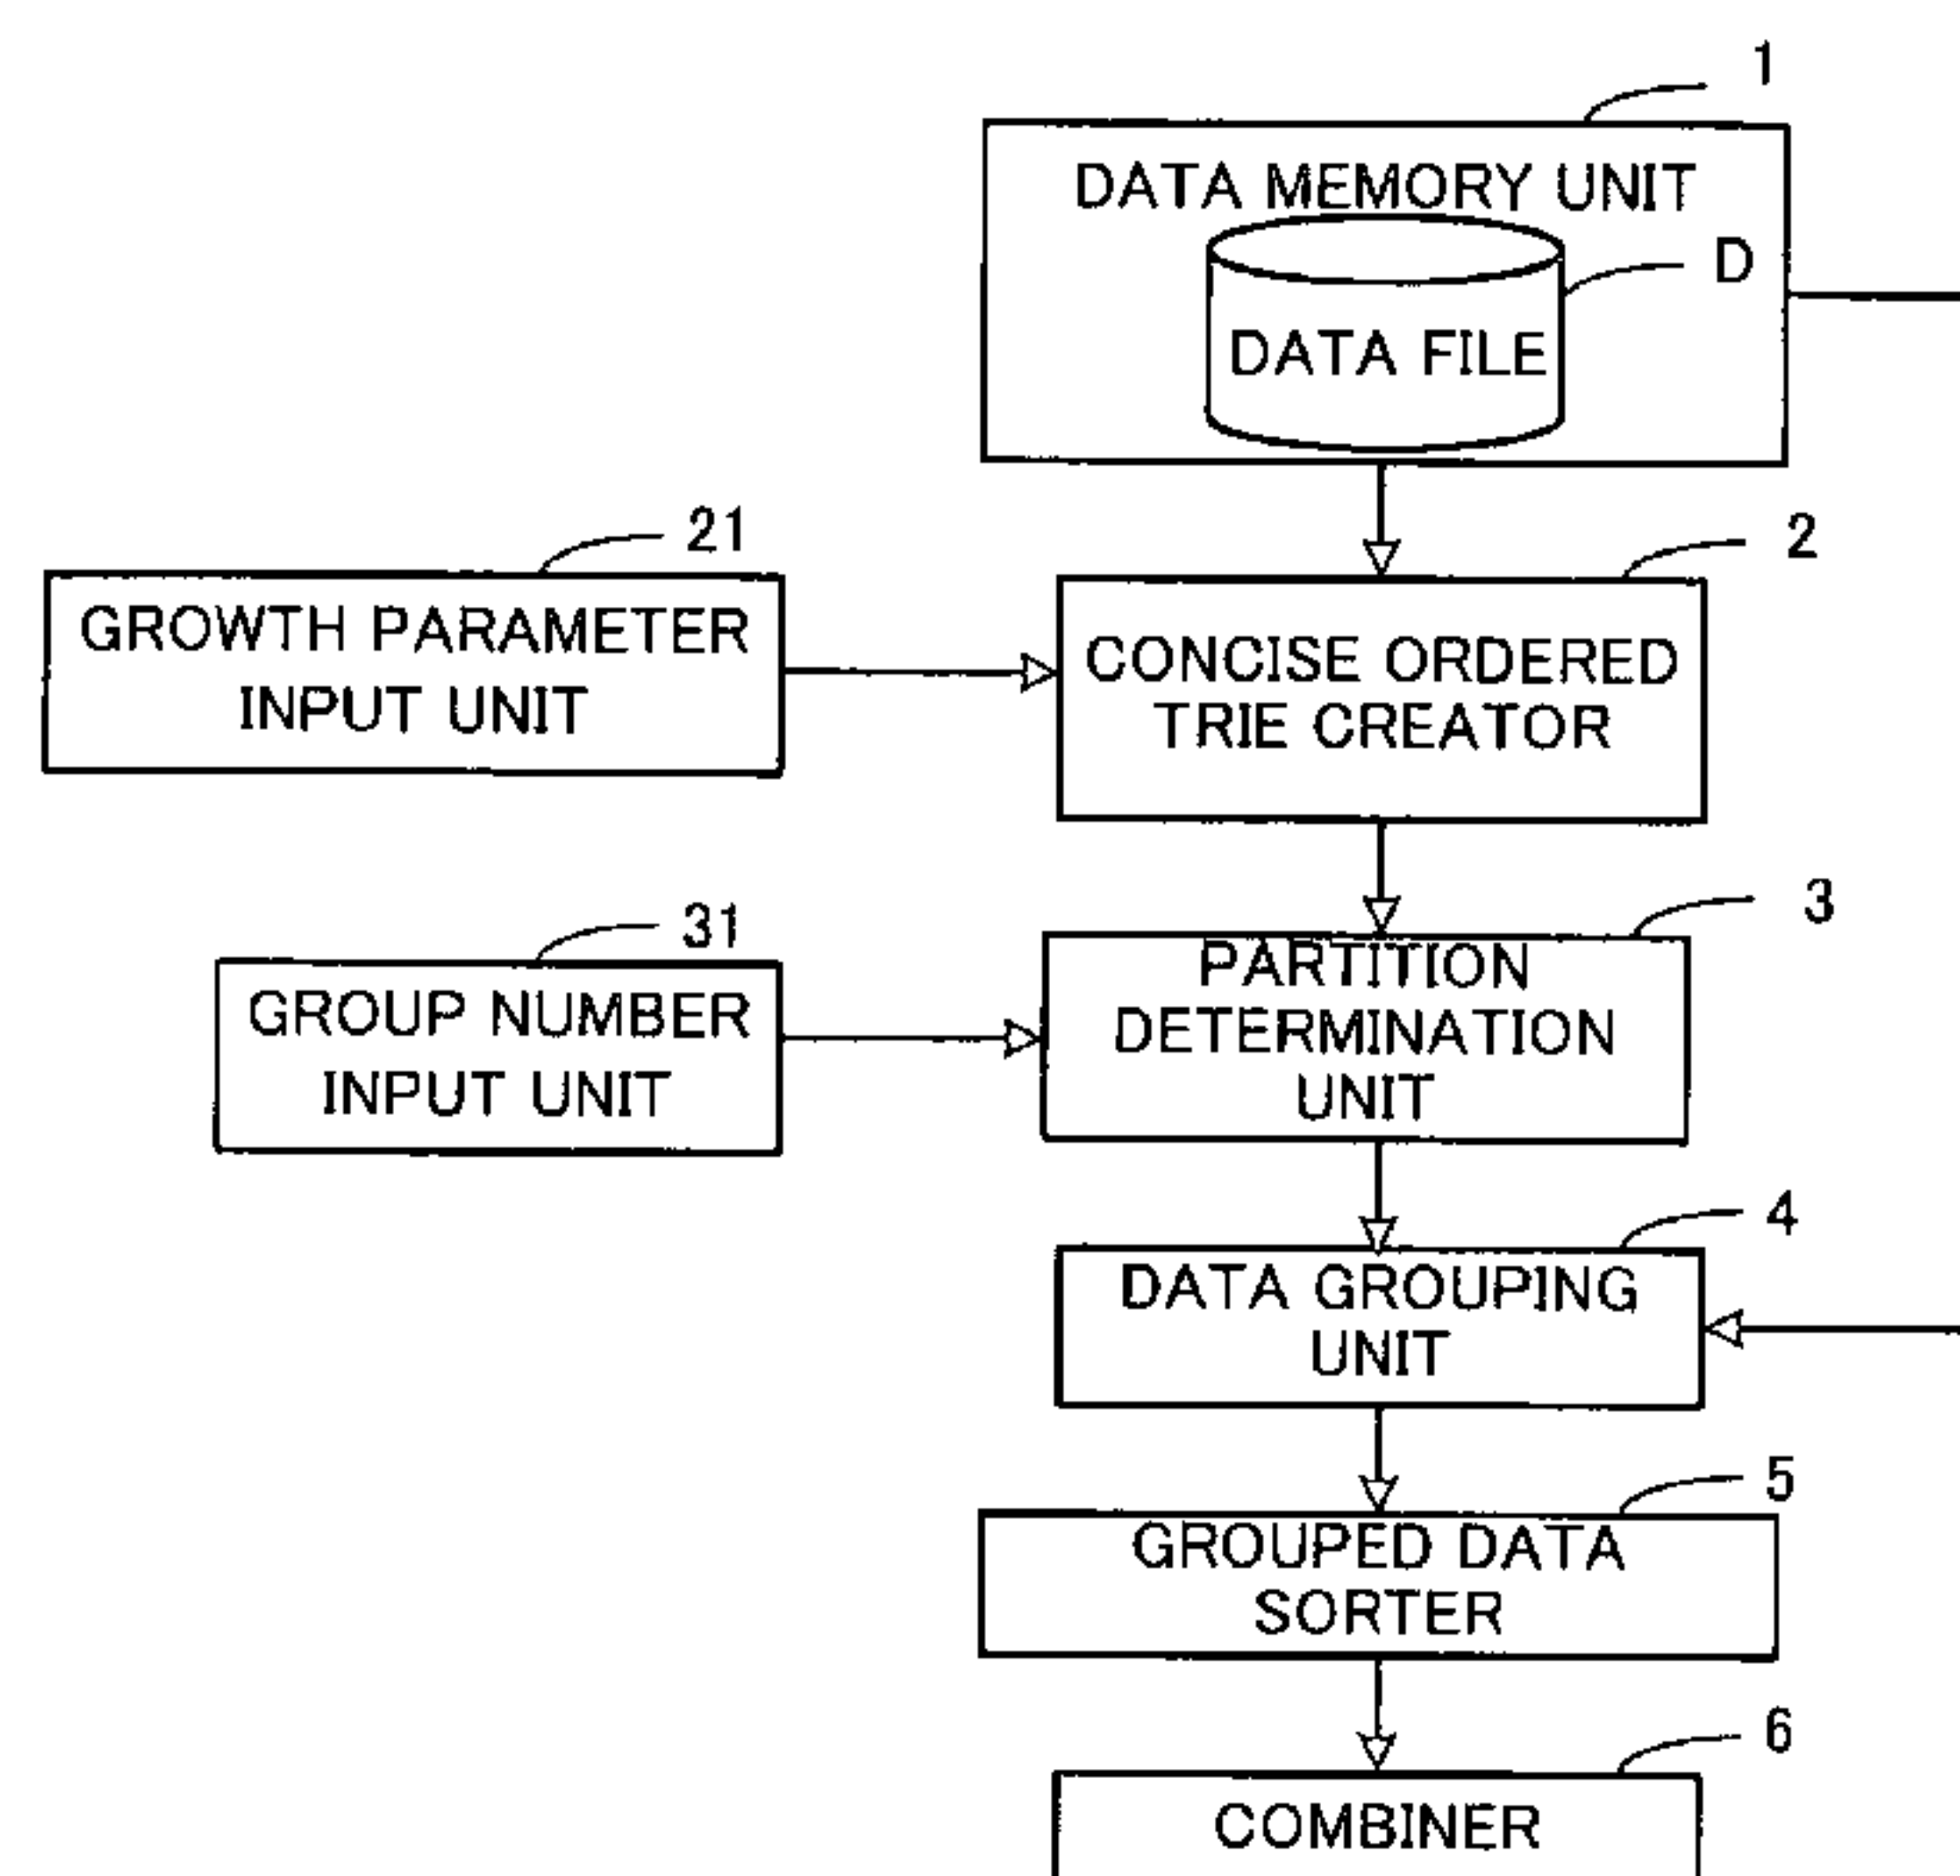 1
DATA MEMORY UNIT
D
DATA FILE
21
2
GROWTH PARAMETER
INPUT UNIT
CONCISE ORDERED
TRIE CREATOR
31
3
GROUP NUMBER
INPUT UNIT
PARTITION
DETERMINATION
UNIT
4
DATA GROUPING
UNIT
5
GROUPED DATA
SORTER
6
COMBINER